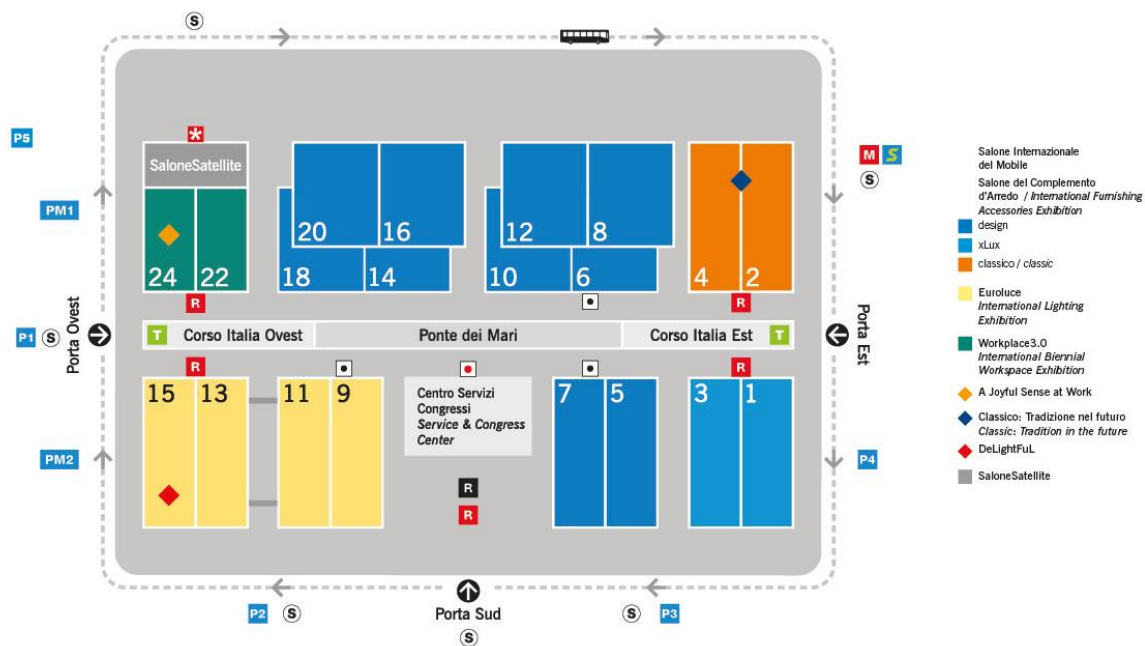 S
P5
SaloneSatellite
M S
S
PM1
20 16
12 8
24 22
18 14
10 6
4 2
R
R
P1 S
Porta Ovest
T Corso Italia Ovest
Ponte dei Mari
Corso Italia Est T
Porta Est
R
R
15 13
11 9
Centro Servizi
Congressi
Service & Congress
Center
7 5
3 1
PM2
P4
R
R
P2 S
Porta Sud
S
S P3
Salone Internazionale
del Mobile
Salone del Complemento
d'Arredo / International Furnishing
Accessories Exhibition
design
xLux
classico / classic
Euroluce
International Lighting
Exhibition
Workplace3.0
International Biennial
Workspace Exhibition
A Joyful Sense at Work
Classico: Tradizione nel futuro
Classic: Tradition in the future
DeLightFuL
SaloneSatellite